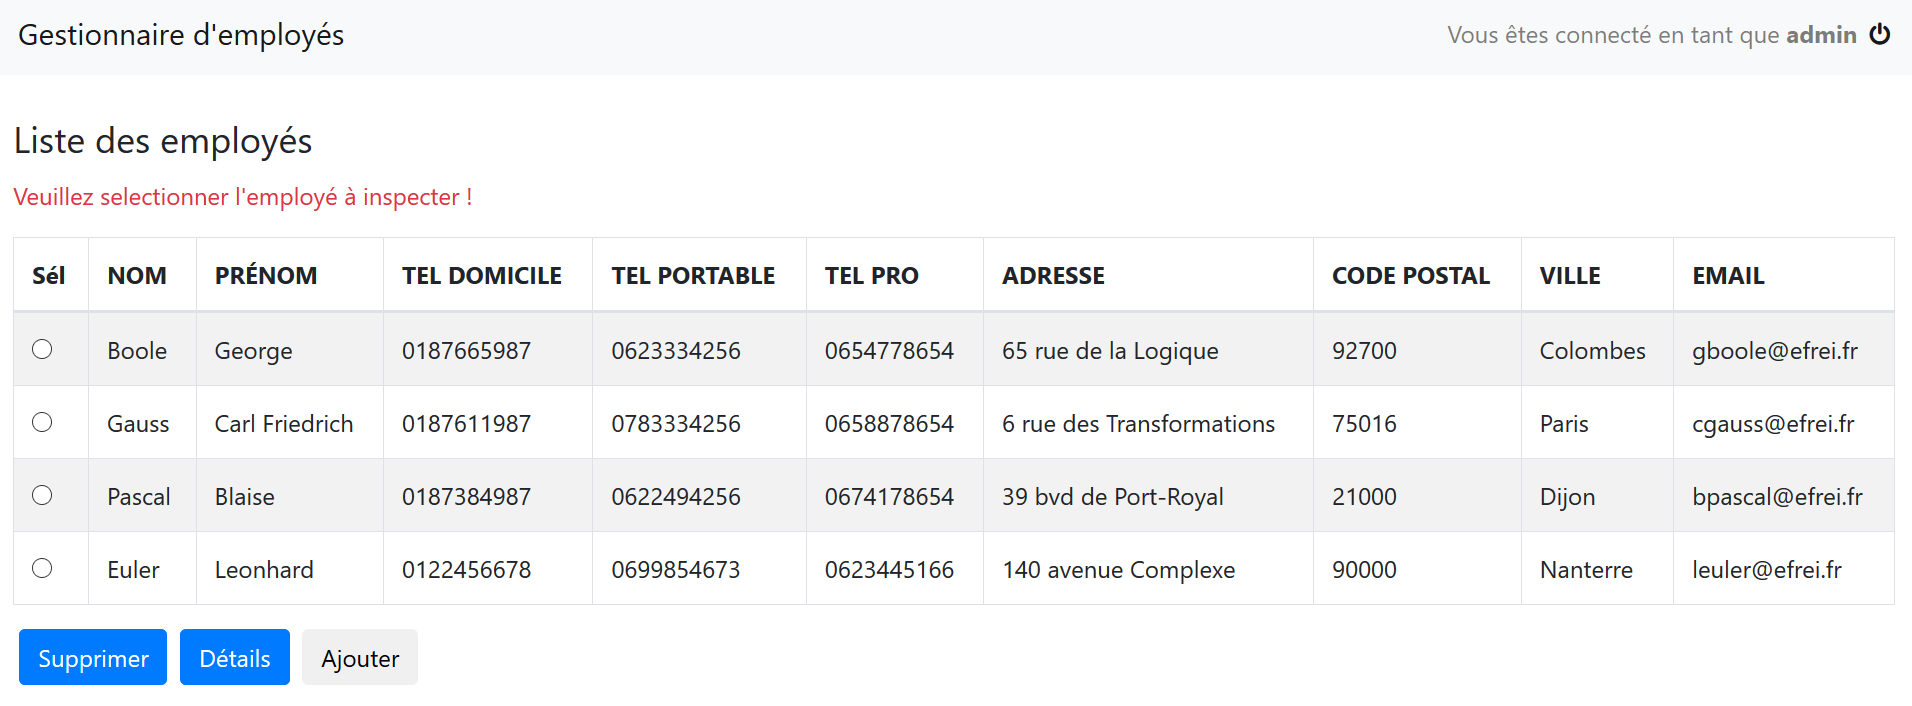 Gestionnaire d'employés Vous êtes connecté en tant que admin
Liste des employés
Veuillez selectionner l'employé à inspecter !
Sél NOM PRÉNOM TEL DOMICILE TEL PORTABLE TEL PRO ADRESSE CODE POSTAL VILLE EMAIL
Boole George 0187665987 0623334256 0654778654 65 rue de la Logique 92700 Colombes gboole@efrei.fr
Gauss Carl Friedrich 0187611987 0783334256 0658878654 6 rue des Transformations 75016 Paris cgauss@efrei.fr
Pascal Blaise 0187384987 0622494256 0674178654 39 bvd de Port-Royal 21000 Dijon bpascal@efrei.fr
Euler Leonhard 0122456678 0699854673 0623445166 140 avenue Complexe 90000 Nanterre leuler@efrei.fr
Supprimer Détails Ajouter